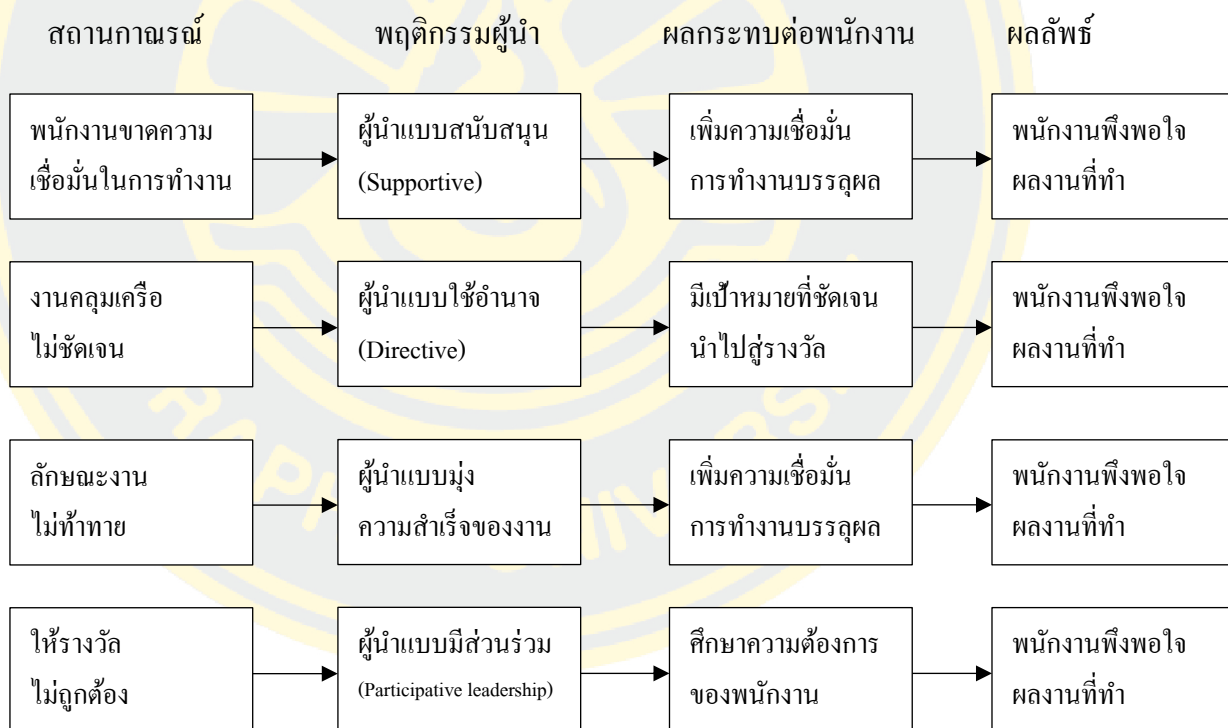 สถานกาณรณ์ พฤติกรรมผู้นำ ผลกระทบต่อพนักงาน ผลลัพธ์
พนักงานขาดความ
เชื่อมั่นในการทำงาน
ผู้นำแบบสนับสนุน
(Supportive)
เพิ่มความเชื่อมั่น
การทำงานบรรลุผล
พนักงานพึงพอใจ
ผลงานที่ทำ
งานคลุมเครือ
ไม่ชัดเจน
ผู้นำแบบใช้อำนาจ
(Directive)
มีเป้าหมายที่ชัดเจน
นำไปสู่รางวัล
พนักงานพึงพอใจ
ผลงานที่ทำ
ลักษณะงาน
ไม่ท้าทาย
ผู้นำแบบมุ่ง
ความสำเร็จของงาน
เพิ่มความเชื่อมั่น
การทำงานบรรลุผล
พนักงานพึงพอใจ
ผลงานที่ทำ
ให้รางวัล
ไม่ถูกต้อง
ผู้นำแบบมีส่วนร่วม
(Participative leadership)
ศึกษาความต้องการ
ของพนักงาน
พนักงานพึงพอใจ
ผลงานที่ทำ